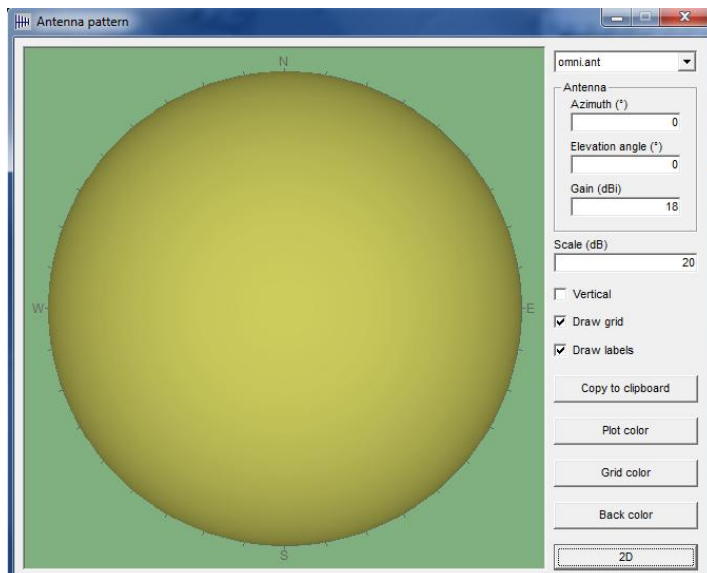 Antenna pattern
N
W
E
S
omni.ant
Antenna
Azimuth (°)
0
Elevation angle (°)
0
Gain (dBi)
18
Scale (dB)
20
Vertical
Draw grid
Draw labels
Copy to clipboard
Plot color
Grid color
Back color
2D